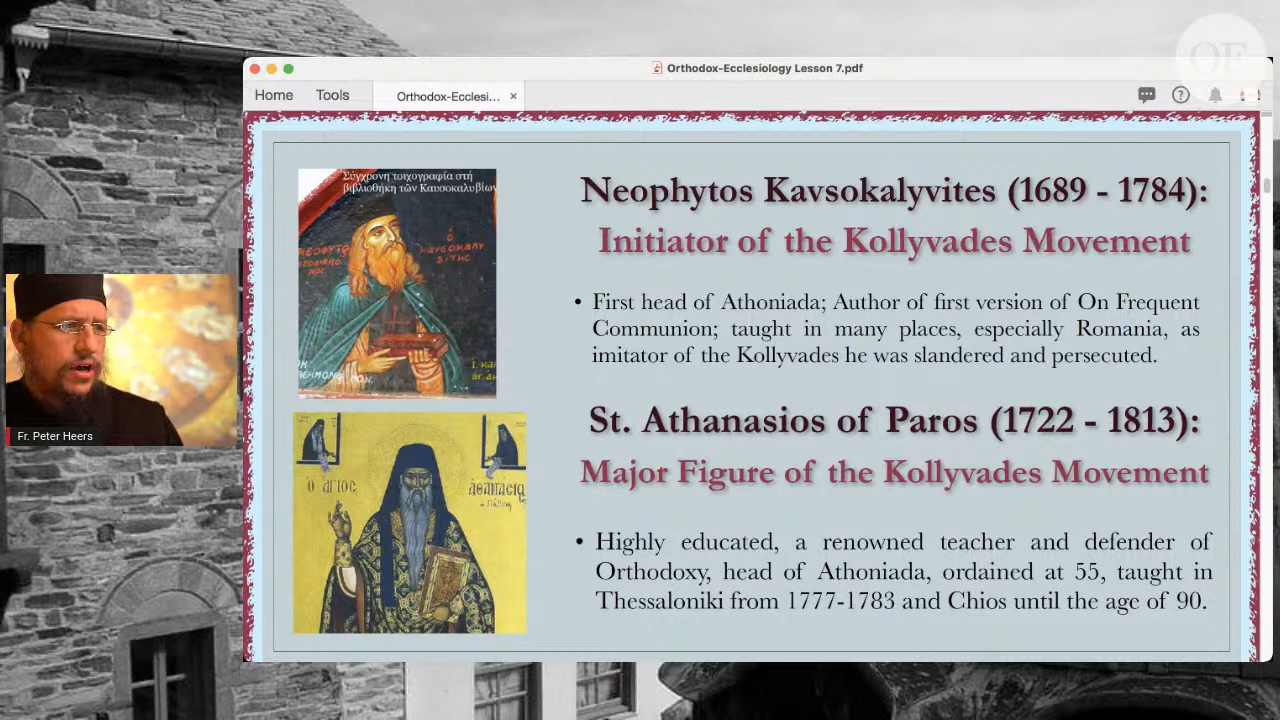 OE
Orthodox-Ecclesiology Lesson 7.pdf
Home Tools Orthodox-Ecclesi... ×
Σύγχρονη τοιχογραφία στή
βιβλιοθήκη τῶν Καυσοκαλυβίων
Neophytos Kavsokalyvites (1689 - 1784):
Initiator of the Kollyvades Movement
• First head of Athoniada; Author of first version of On Frequent
Communion; taught in many places, especially Romania, as
imitator of the Kollyvades he was slandered and persecuted.
Ὁ ἍΓΙΟΣ
St. Athanasios of Paros (1722 - 1813):
Major Figure of the Kollyvades Movement
• Highly educated, a renowned teacher and defender of
Orthodoxy, head of Athoniada, ordained at 55, taught in
Thessaloniki from 1777-1783 and Chios until the age of 90.
Fr. Peter Heers